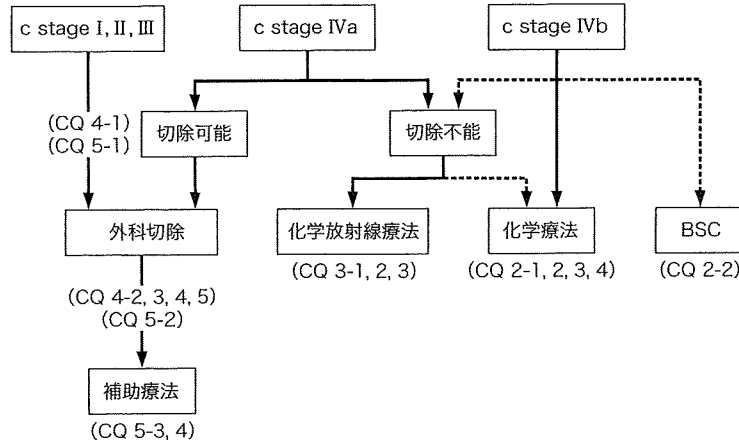 c stage Ⅰ, Ⅱ, Ⅲ
c stage Ⅳa
c stage Ⅳb
(CQ 4-1)
(CQ 5-1)
切除可能
切除不能
外科切除
化学放射線療法
化学療法
BSC
(CQ 3-1, 2, 3)
(CQ 2-1, 2, 3, 4)
(CQ 2-2)
(CQ 4-2, 3, 4, 5)
(CQ 5-2)
補助療法
(CQ 5-3, 4)